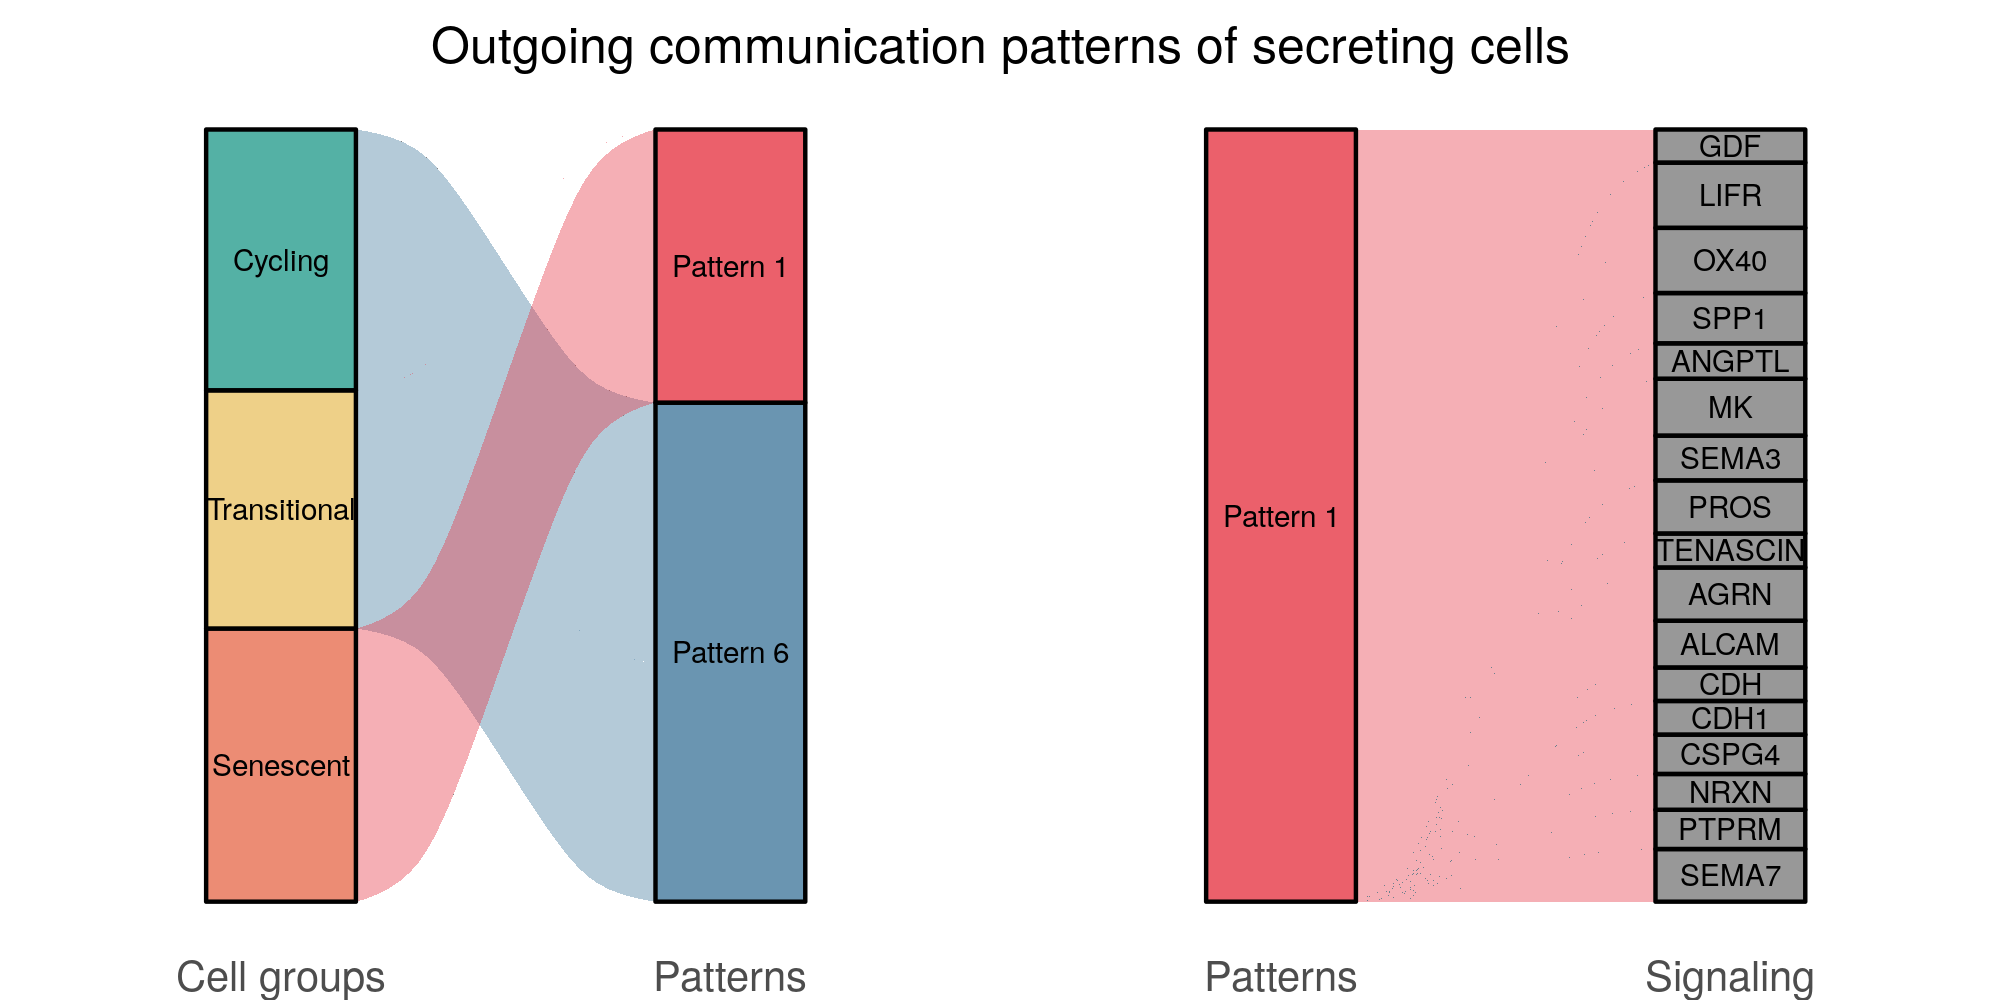 Outgoing communication patterns of secreting cells
Cycling
Transitional
Senescent
Pattern 1
Pattern 6
Pattern 1
GDF
LIFR
OX40
SPP1
ANGPTL
MK
SEMA3
PROS
TENASCIN
AGRN
ALCAM
CDH
CDH1
CSPG4
NRXN
PTPRM
SEMA7
Cell groups
Patterns
Patterns
Signaling